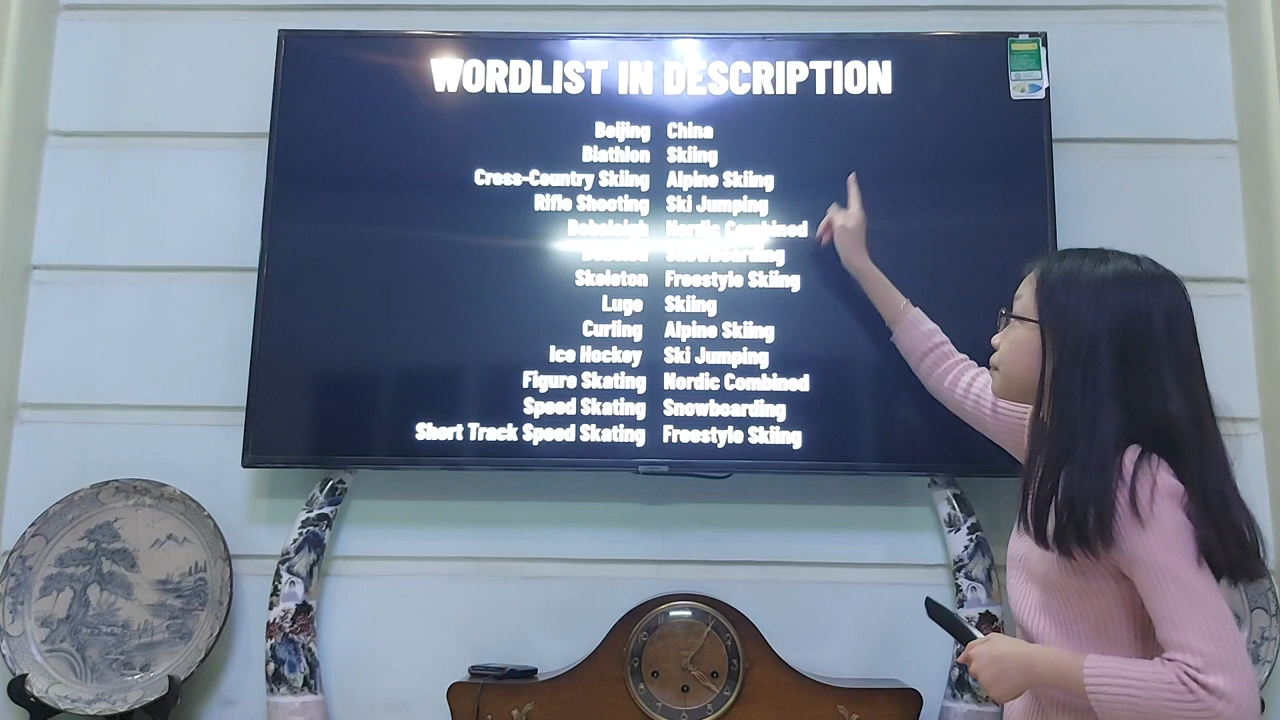 WORDLIST IN DESCRIPTION
Beijing China
Biathlon Skiing
Cross-Country Skiing Alpine Skiing
Rifle Shooting Ski Jumping
Bobsleigh Nordic Combined
Snowboarding
Skeleton Freestyle Skiing
Luge Skiing
Curling Alpine Skiing
Ice Hockey Ski Jumping
Figure Skating Nordic Combined
Speed Skating Snowboarding
Short Track Speed Skating Freestyle Skiing